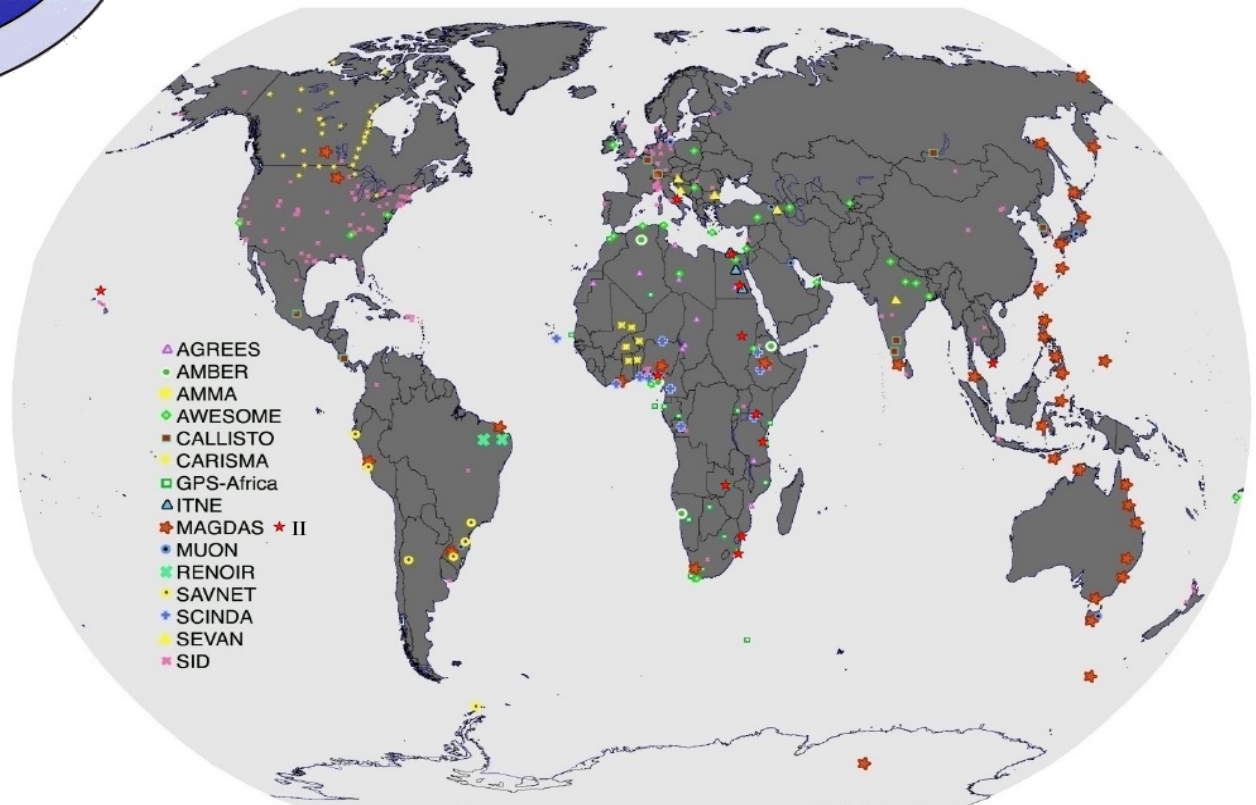 AGREES
AMBER
AMMA
AWESOME
CALLISTO
CARISMA
GPS-Africa
ITNE
MAGDAS II
MUON
RENOIR
SAVNET
SCINDA
SEVAN
SID